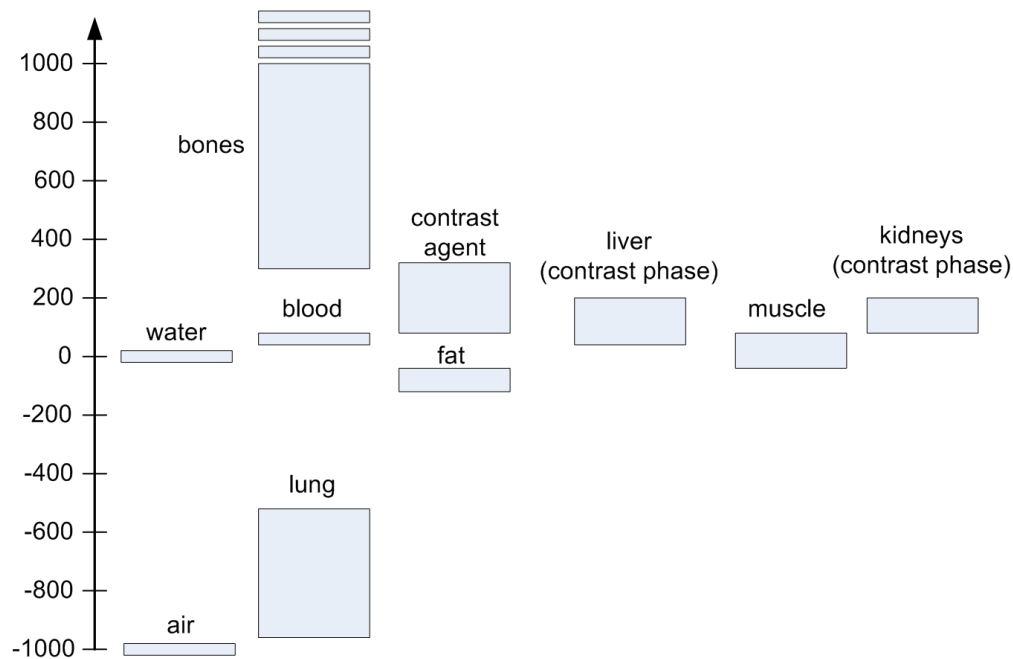 1000
800
600
400
200
0
-200
-400
-600
-800
-1000
bones
contrast
agent
liver
(contrast phase)
kidneys
(contrast phase)
blood
muscle
water
fat
lung
air